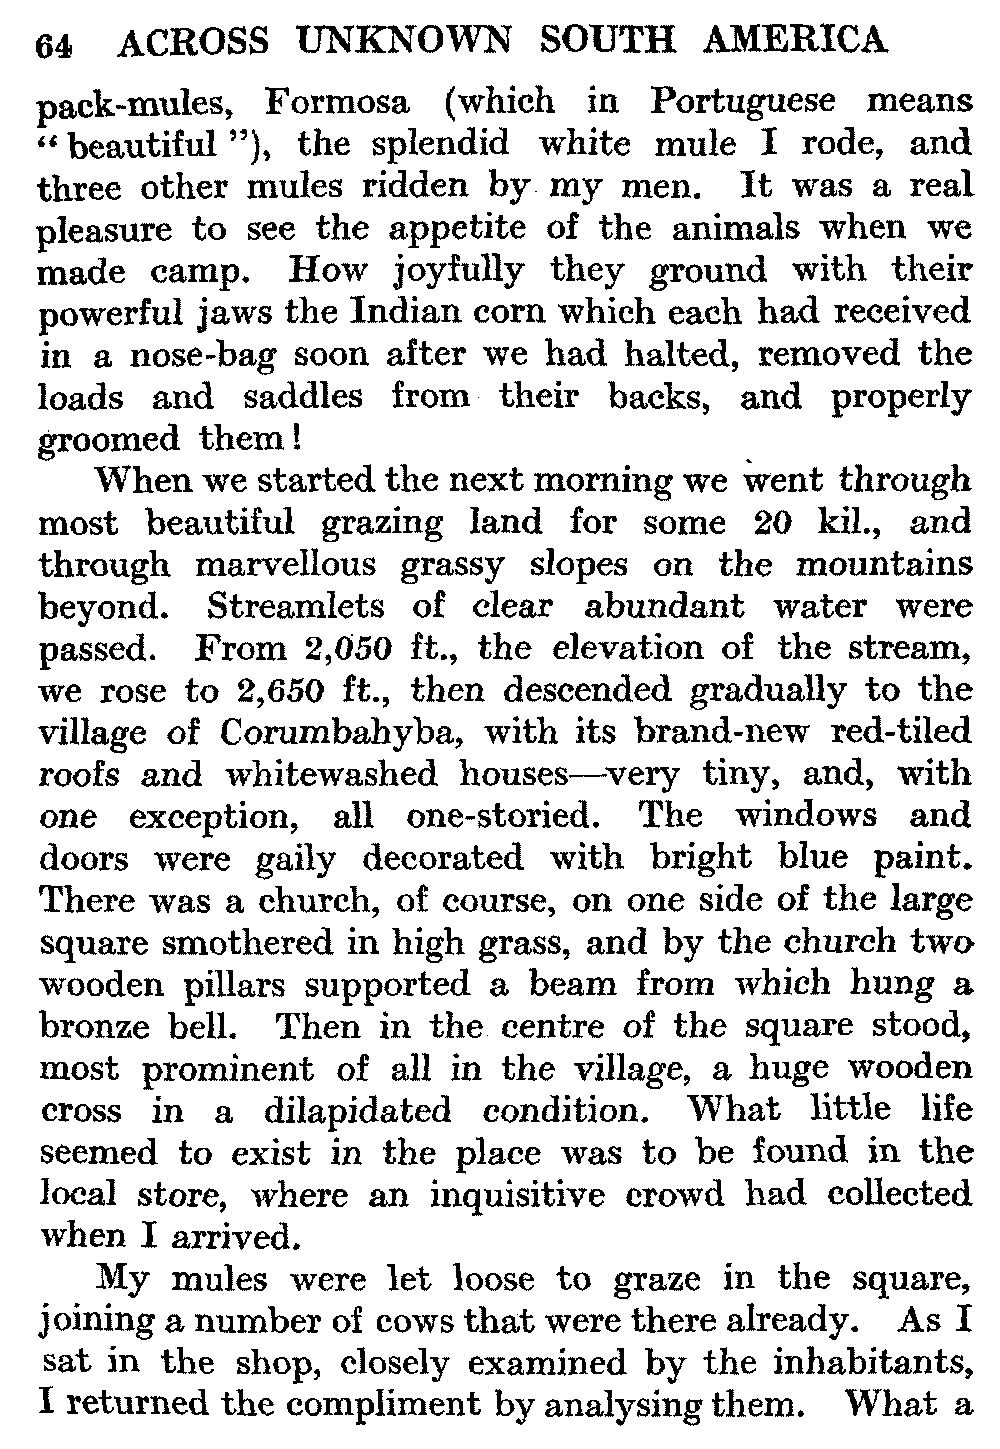 64 ACROSS UNKNOWN SOUTH AMERICA
pack-mules, Formosa (which in Portuguese means
“beautiful”), the splendid white mule I rode, and
three other mules ridden by my men. It was a real
pleasure to see the appetite of the animals when we
made camp. How joyfully they ground with their
powerful jaws the Indian corn which each had received
in a nose-bag soon after we had halted, removed the
loads and saddles from their backs, and properly
groomed them!
When we started the next morning we went through
most beautiful grazing land for some 20 kil., and
through marvellous grassy slopes on the mountains
beyond. Streamlets of clear abundant water were
passed. From 2,050 ft., the elevation of the stream,
we rose to 2,650 ft., then descended gradually to the
village of Corumbahyba, with its brand-new red-tiled
roofs and whitewashed houses—very tiny, and, with
one exception, all one-storied. The windows and
doors were gaily decorated with bright blue paint.
There was a church, of course, on one side of the large
square smothered in high grass, and by the church two
wooden pillars supported a beam from which hung a
bronze bell. Then in the centre of the square stood,
most prominent of all in the village, a huge wooden
cross in a dilapidated condition. What little life
seemed to exist in the place was to be found in the
local store, where an inquisitive crowd had collected
when I arrived.
My mules were let loose to graze in the square,
joining a number of cows that were there already. As I
sat in the shop, closely examined by the inhabitants,
I returned the compliment by analysing them. What a